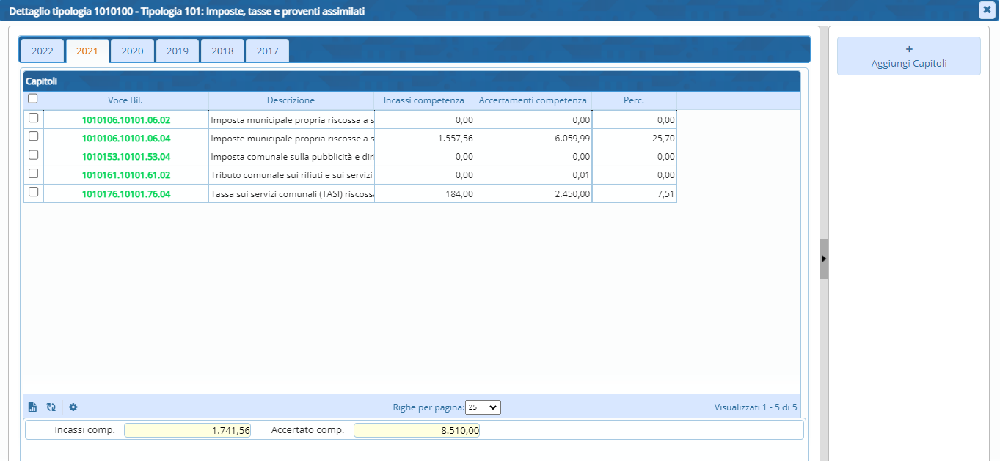 Dettaglio tipologia 1010100 - Tipologia 101: Imposte, tasse e proventi assimilati
2022 2021 2020 2019 2018 2017
+
Aggiungi Capitoli
Capitoli
Voce Bil. Descrizione Incassi competenza Accertamenti competenza Perc.
1010106.10101.06.02 Imposta municipale propria riscossa a s 0,00 0,00 0,00
1010106.10101.06.04 Imposte municipale propria riscosse a s 1.557,56 6.059,99 25,70
1010153.10101.53.04 Imposta comunale sulla pubblicità e dir 0,00 0,00 0,00
1010161.10101.61.02 Tributo comunale sui rifiuti e sui servizi 0,00 0,01 0,00
1010176.10101.76.04 Tassa sui servizi comunali (TASI) riscossa 184,00 2.450,00 7,51
Righe per pagina: 25 Visualizzati 1 - 5 di 5
Incassi comp. 1.741,56 Accertato comp. 8.510,00